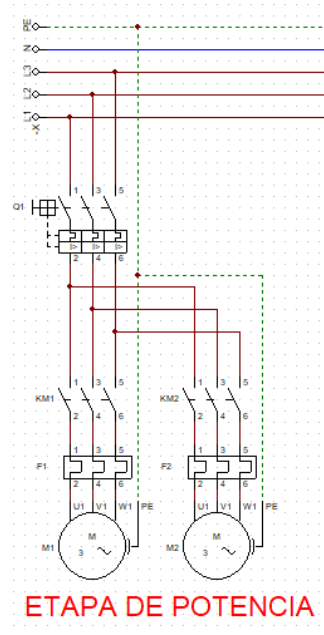 PE
N
L3
L2
L1
-X
1 3 5
Q1
I> I> I>
2 4 6
1 3 5 1 3 5
KM1 KM2
2 4 6 2 4 6
1 3 5 1 3 5
F1 F2
2 4 6 2 4 6
U1 V1 W1 PE U1 V1 W1 PE
M M
M1 3 M2 3
ETAPA DE POTENCIA